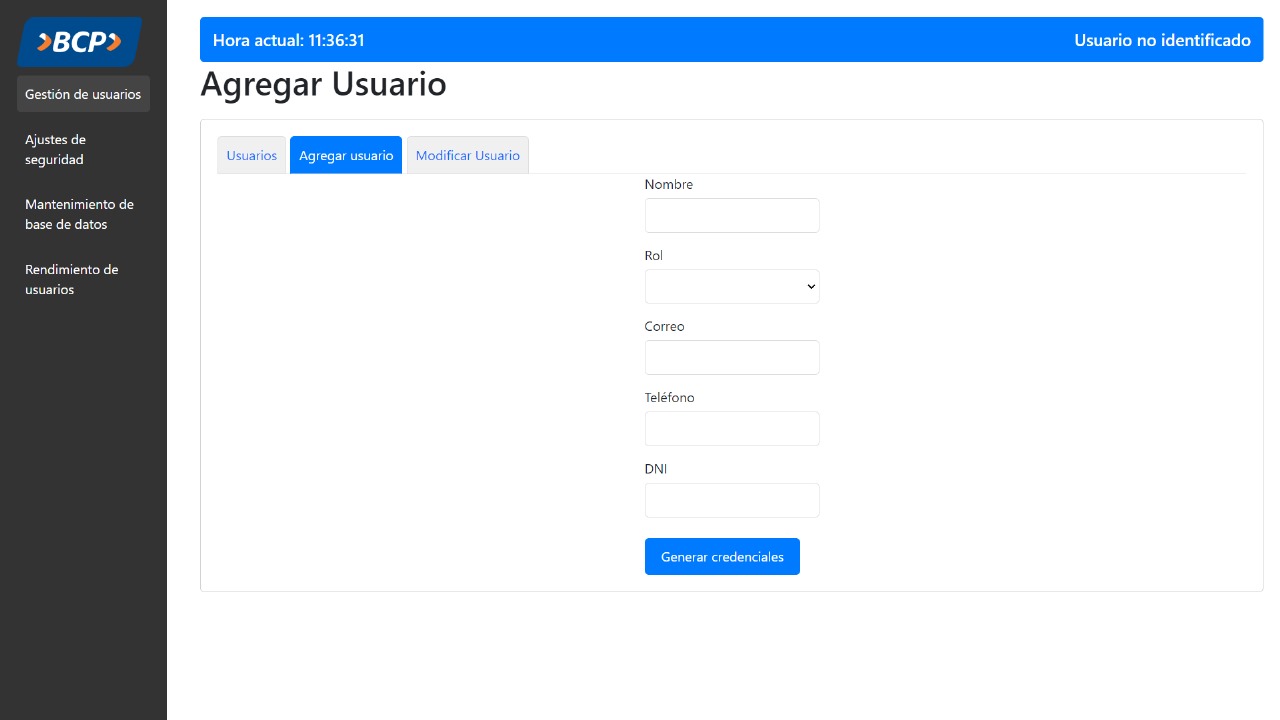 BCP
Gestión de usuarios
Ajustes de
seguridad
Mantenimiento de
base de datos
Rendimiento de
usuarios
Hora actual: 11:36:31
Usuario no identificado
Agregar Usuario
Usuarios
Agregar usuario
Modificar Usuario
Nombre
Rol
Correo
Teléfono
DNI
Generar credenciales